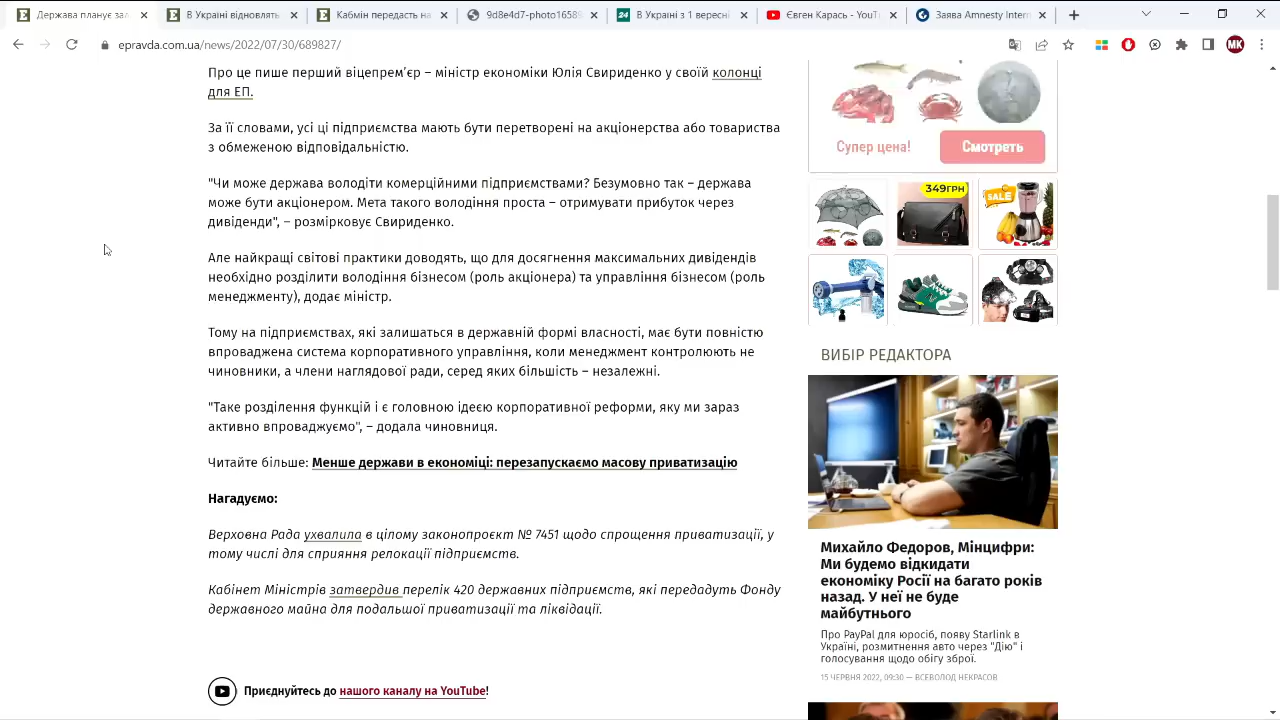 Держава планує зал
В Україні відновлять
Кабмін передасть на
9d8e4d7-photo16589
В Україні з 1 вересні
Євген Карась - YouT
Заява Amnesty Intern
epravda.com.ua/news/2022/07/30/689827/
MK
Про це пише перший віцепрем'єр – міністр економіки Юлія Свириденко у своїй колонці
для ЕП.
За її словами, усі ці підприємства мають бути перетворені на акціонерства або товариства
з обмеженою відповідальністю.
"Чи може держава володіти комерційними підприємствами? Безумовно так – держава
може бути акціонером. Мета такого володіння проста – отримувати прибуток через
дивіденди", – розмірковує Свириденко.
Але найкращі світові практики доводять, що для досягнення максимальних дивідендів
необхідно розділити володіння бізнесом (роль акціонера) та управління бізнесом (роль
менеджменту), додає міністр.
Тому на підприємствах, які залишаться в державній формі власності, має бути повністю
впроваджена система корпоративного управління, коли менеджмент контролюють не
чиновники, а члени наглядової ради, серед яких більшість – незалежні.
"Таке розділення функцій і є головною ідеєю корпоративної реформи, яку ми зараз
активно впроваджуємо", – додала чиновниця.
Читайте більше: Менше держави в економіці: перезапускаємо масову приватизацію
Нагадуємо:
Верховна Рада ухвалила в цілому законопроєкт № 7451 щодо спрощення приватизації, у
тому числі для сприяння релокації підприємств.
Кабінет Міністрів затвердив перелік 420 державних підприємств, які передадуть Фонду
державного майна для подальшої приватизації та ліквідації.
Приєднуйтесь до нашого каналу на YouTube!
Супер цена!
Смотреть
349ГРН
SALE
ВИБІР РЕДАКТОРА
Михайло Федоров, Мінцифри:
Ми будемо відкидати
економіку Росії на багато років
назад. У неї не буде
майбутнього
Про PayPal для юросіб, появу Starlink в
Україні, розмитнення авто через "Дію" і
голосування щодо обігу зброї.
15 ЧЕРВНЯ 2022, 09:30 — ВСЕВОЛОД НЕКРАСОВ